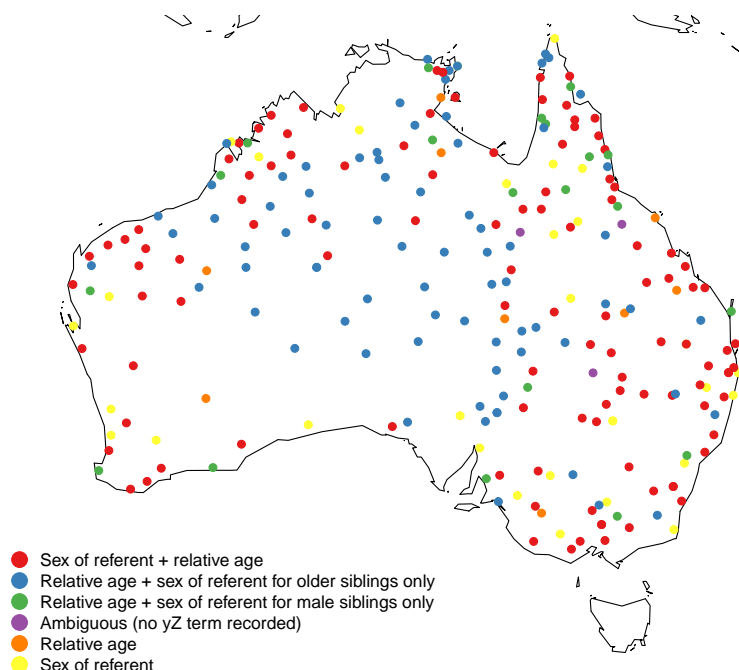 Sex of referent + relative age
Relative age + sex of referent for older siblings only
Relative age + sex of referent for male siblings only
Ambiguous (no yZ term recorded)
Relative age
Sex of referent